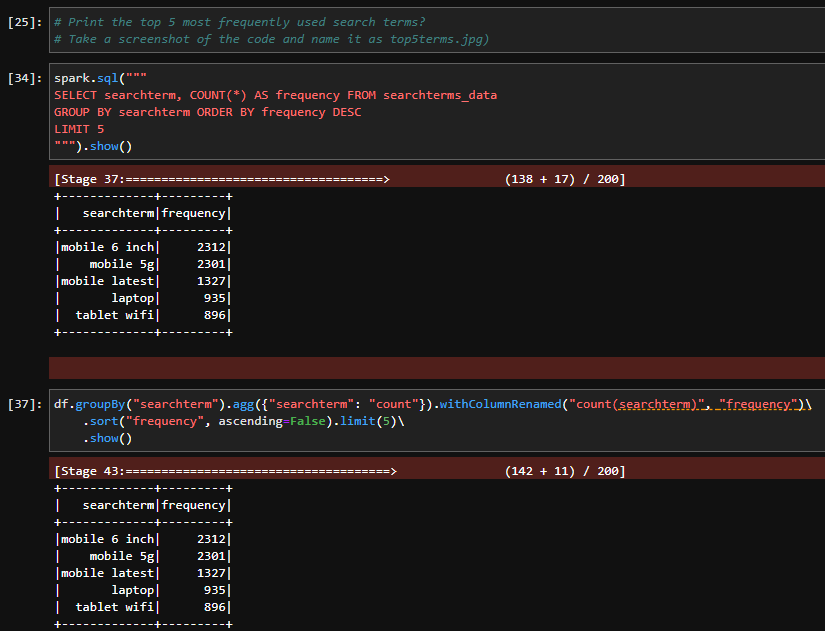 [25]: # Print the top 5 most frequently used search terms?
# Take a screenshot of the code and name it as top5terms.jpg)
[34]: spark.sql("""
SELECT searchterm, COUNT(*) AS frequency FROM searchterms_data
GROUP BY searchterm ORDER BY frequency DESC
LIMIT 5
""").show()
[Stage 37:====================================> (138 + 17) / 200]
+-------------+---------+
|   searchterm|frequency|
+-------------+---------+
|mobile 6 inch|     2312|
|    mobile 5g|     2301|
|mobile latest|     1327|
|       laptop|      935|
|  tablet wifi|      896|
+-------------+---------+
[37]: df.groupBy("searchterm").agg({"searchterm": "count"}).withColumnRenamed("count(searchterm)", "frequency")\
.sort("frequency", ascending=False).limit(5)\
.show()
[Stage 43:=====================================> (142 + 11) / 200]
+-------------+---------+
|   searchterm|frequency|
+-------------+---------+
|mobile 6 inch|     2312|
|    mobile 5g|     2301|
|mobile latest|     1327|
|       laptop|      935|
|  tablet wifi|      896|
+-------------+---------+